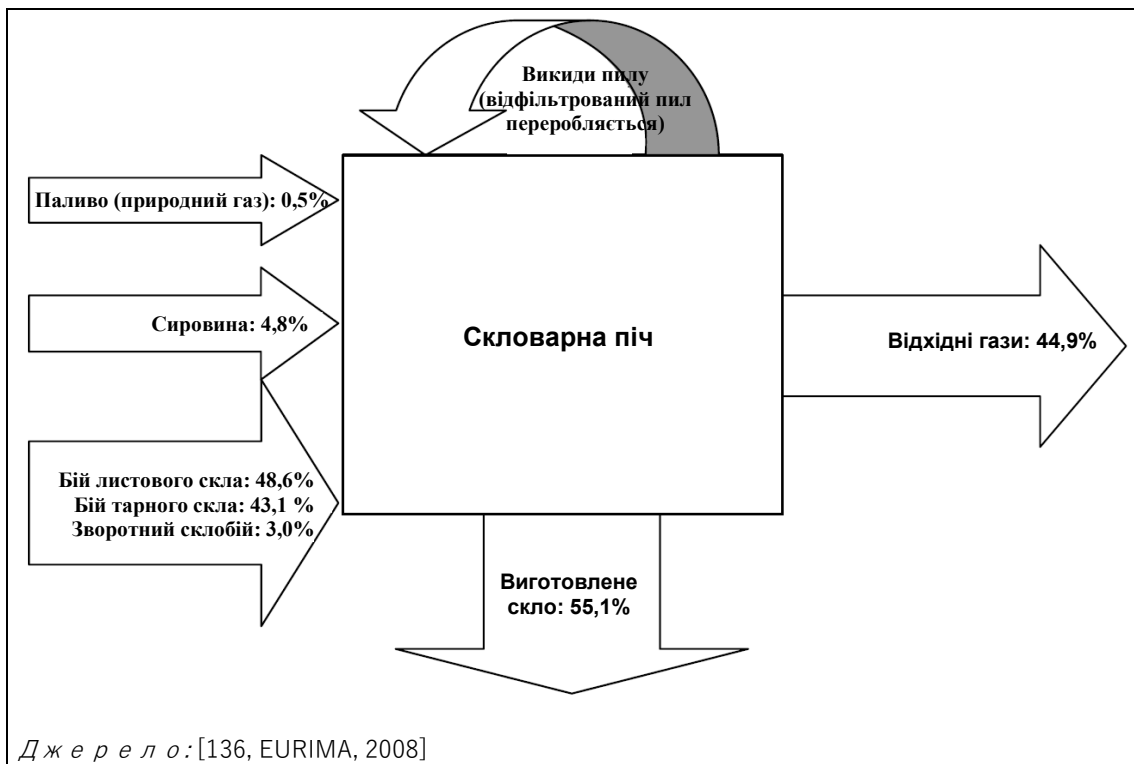 Викиди пилу
(відфільтрований пил
переробляється)
Паливо (природний газ): 0,5%
Сировина: 4,8%
Скловарна піч
Відхідні гази: 44,9%
Бій листового скла: 48,6%
Бій тарного скла: 43,1 %
Зворотний склобій: 3,0%
Виготовлене
скло: 55,1%
Джерело: [136, EURIMA, 2008]